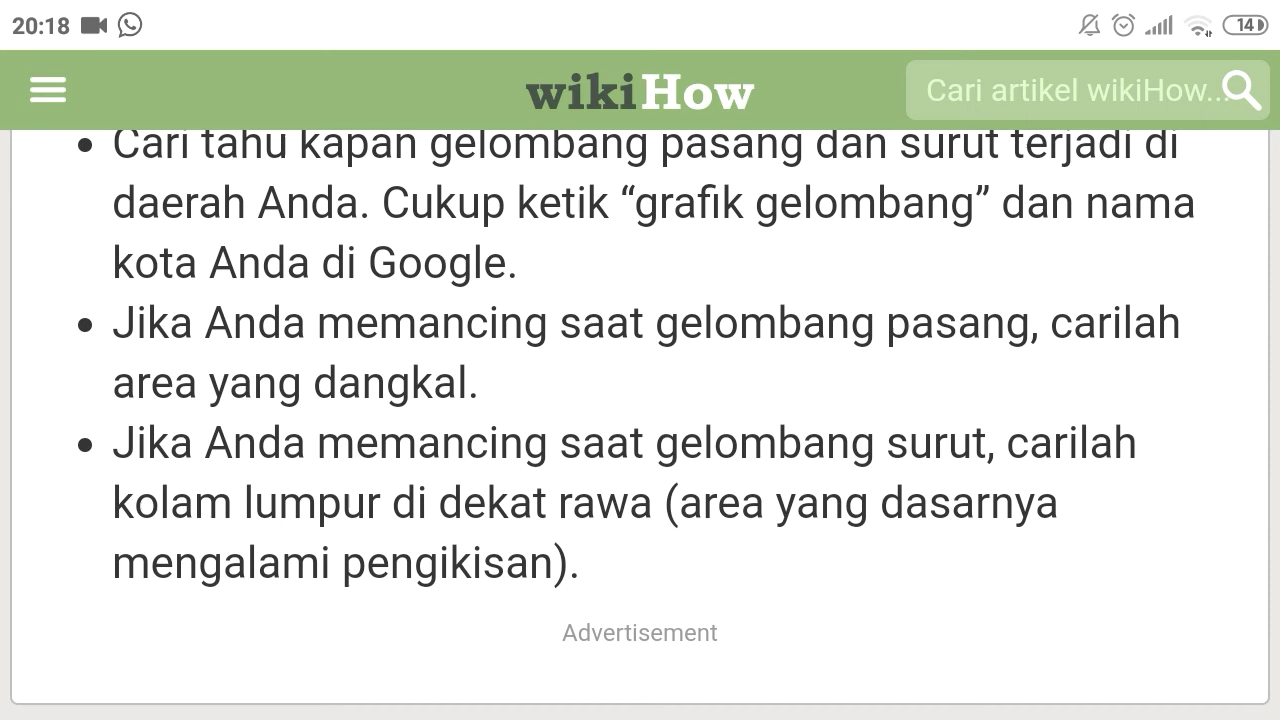 20:18
14
wikiHow
Cari artikel wikiHow...
• Cari tahu kapan gelombang pasang dan surut terjadi di
daerah Anda. Cukup ketik “grafik gelombang” dan nama
kota Anda di Google.
• Jika Anda memancing saat gelombang pasang, carilah
area yang dangkal.
• Jika Anda memancing saat gelombang surut, carilah
kolam lumpur di dekat rawa (area yang dasarnya
mengalami pengikisan).
Advertisement